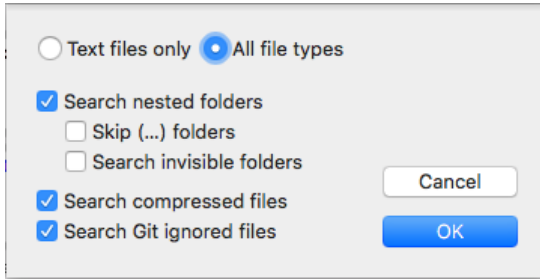 Text files only All file types
Search nested folders
Skip (...) folders
Search invisible folders
Cancel
Search compressed files
Search Git ignored files
OK